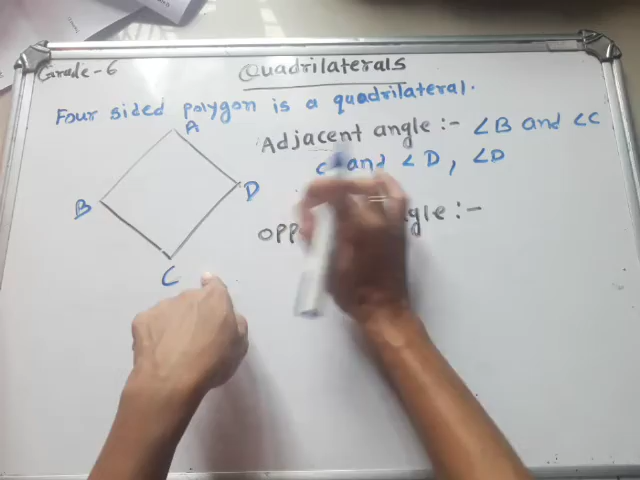 Grade-6
Quadrilaterals
Four sided polygon is a quadrilateral.
A
B
C
D
Adjacent angle :- ∠B and ∠C
and ∠D, ∠D
gle :-